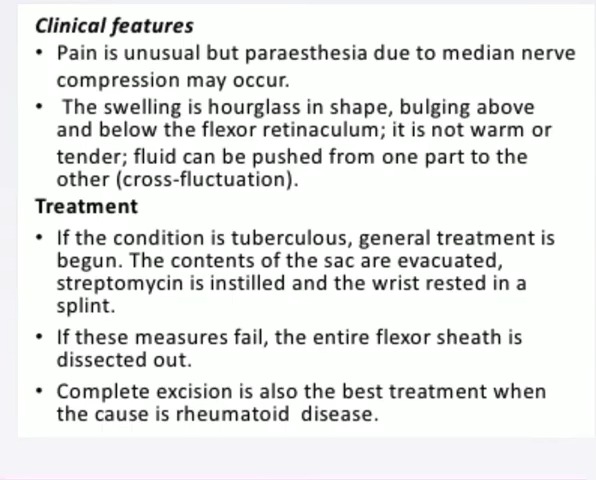 Clinical features
• Pain is unusual but paraesthesia due to median nerve
compression may occur.
• The swelling is hourglass in shape, bulging above
and below the flexor retinaculum; it is not warm or
tender; fluid can be pushed from one part to the
other (cross-fluctuation).
Treatment
• If the condition is tuberculous, general treatment is
begun. The contents of the sac are evacuated,
streptomycin is instilled and the wrist rested in a
splint.
• If these measures fail, the entire flexor sheath is
dissected out.
• Complete excision is also the best treatment when
the cause is rheumatoid disease.